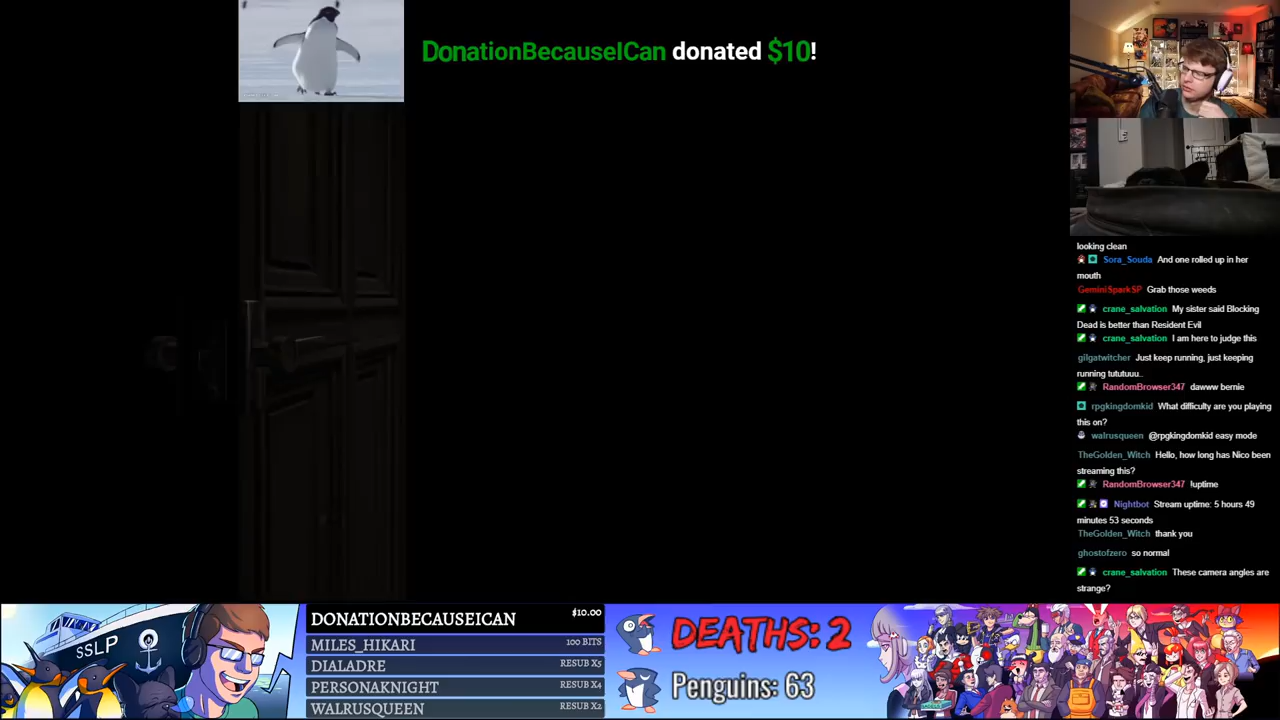 DonationBecauseICan donated $10!
looking clean
Sora_Souda And one rolled up in her
mouth
GeminiSparkSP Grab those weeds
crane_salvation My sister said Blocking
Dead is better than Resident Evil
crane_salvation I am here to judge this
gilgatwitcher Just keep running, just keeping
running tututuuu..
RandomBrowser347 dawww bernie
rpgkingdomkid What difficulty are you playing
this on?
walrusqueen @rpgkingdomkid easy mode
TheGolden_Witch Hello, how long has Nico been
streaming this?
RandomBrowser347 !uptime
Nightbot Stream uptime: 5 hours 49
minutes 53 seconds
TheGolden_Witch thank you
ghostofzero so normal
crane_salvation These camera angles are
strange?
SSLP
DONATIONBECAUSEICAN $10.00
MILES_HIKARI 100 BITS
DIALADRE RESUB X5
PERSONAKNIGHT RESUB X4
WALRUSQUEEN RESUB X2
DEATHS: 2
Penguins: 63